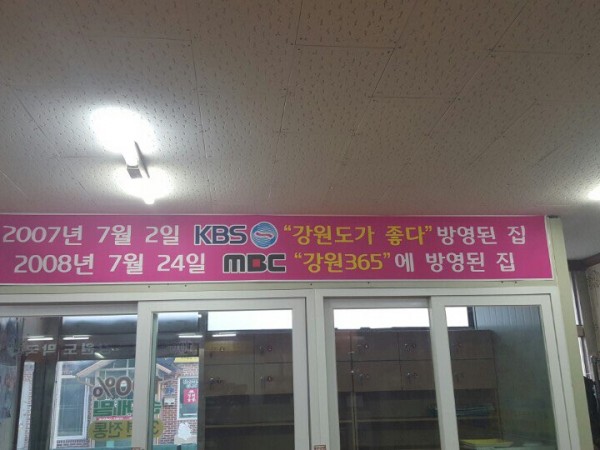 2007년 7월 2일 KBS "강원도가 좋다" 방영된 집
2008년 7월 24일 MBC "강원365"에 방영된 집